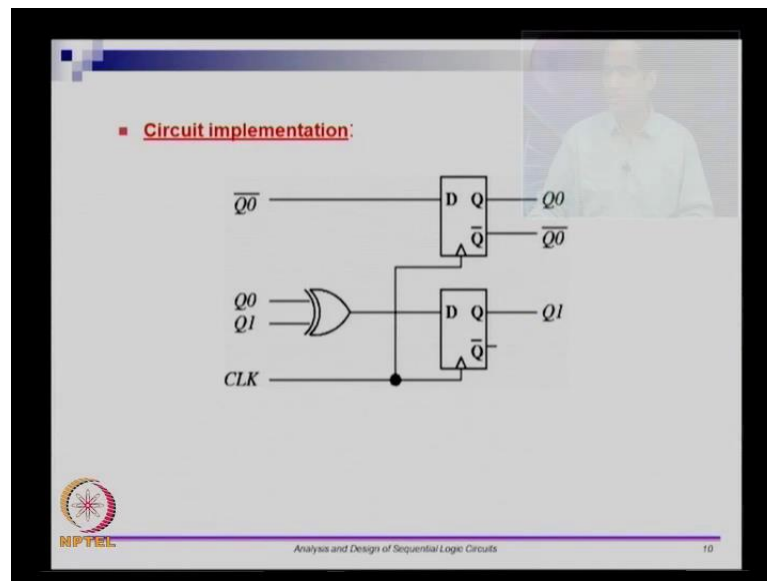 Circuit implementation:
Q0
D Q
Q0
Q
Q0
Q0
Q1
D Q
Q1
Q
CLK
NPTEL
Analysis and Design of Sequential Logic Circuits
10